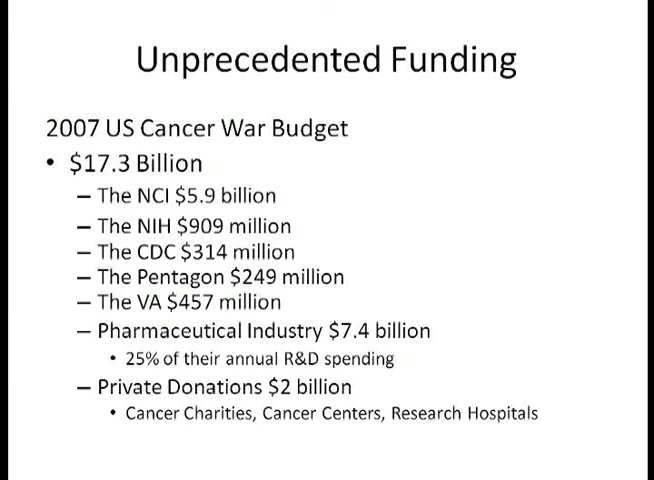 Unprecedented Funding
2007 US Cancer War Budget
• $17.3 Billion
– The NCI $5.9 billion
– The NIH $909 million
– The CDC $314 million
– The Pentagon $249 million
– The VA $457 million
– Pharmaceutical Industry $7.4 billion
• 25% of their annual R&D spending
– Private Donations $2 billion
• Cancer Charities, Cancer Centers, Research Hospitals